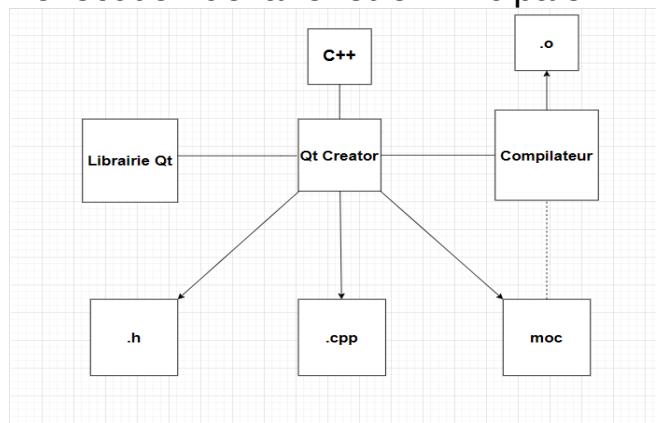 C++
.o
Librairie Qt
Qt Creator
Compilateur
.h
.cpp
moc